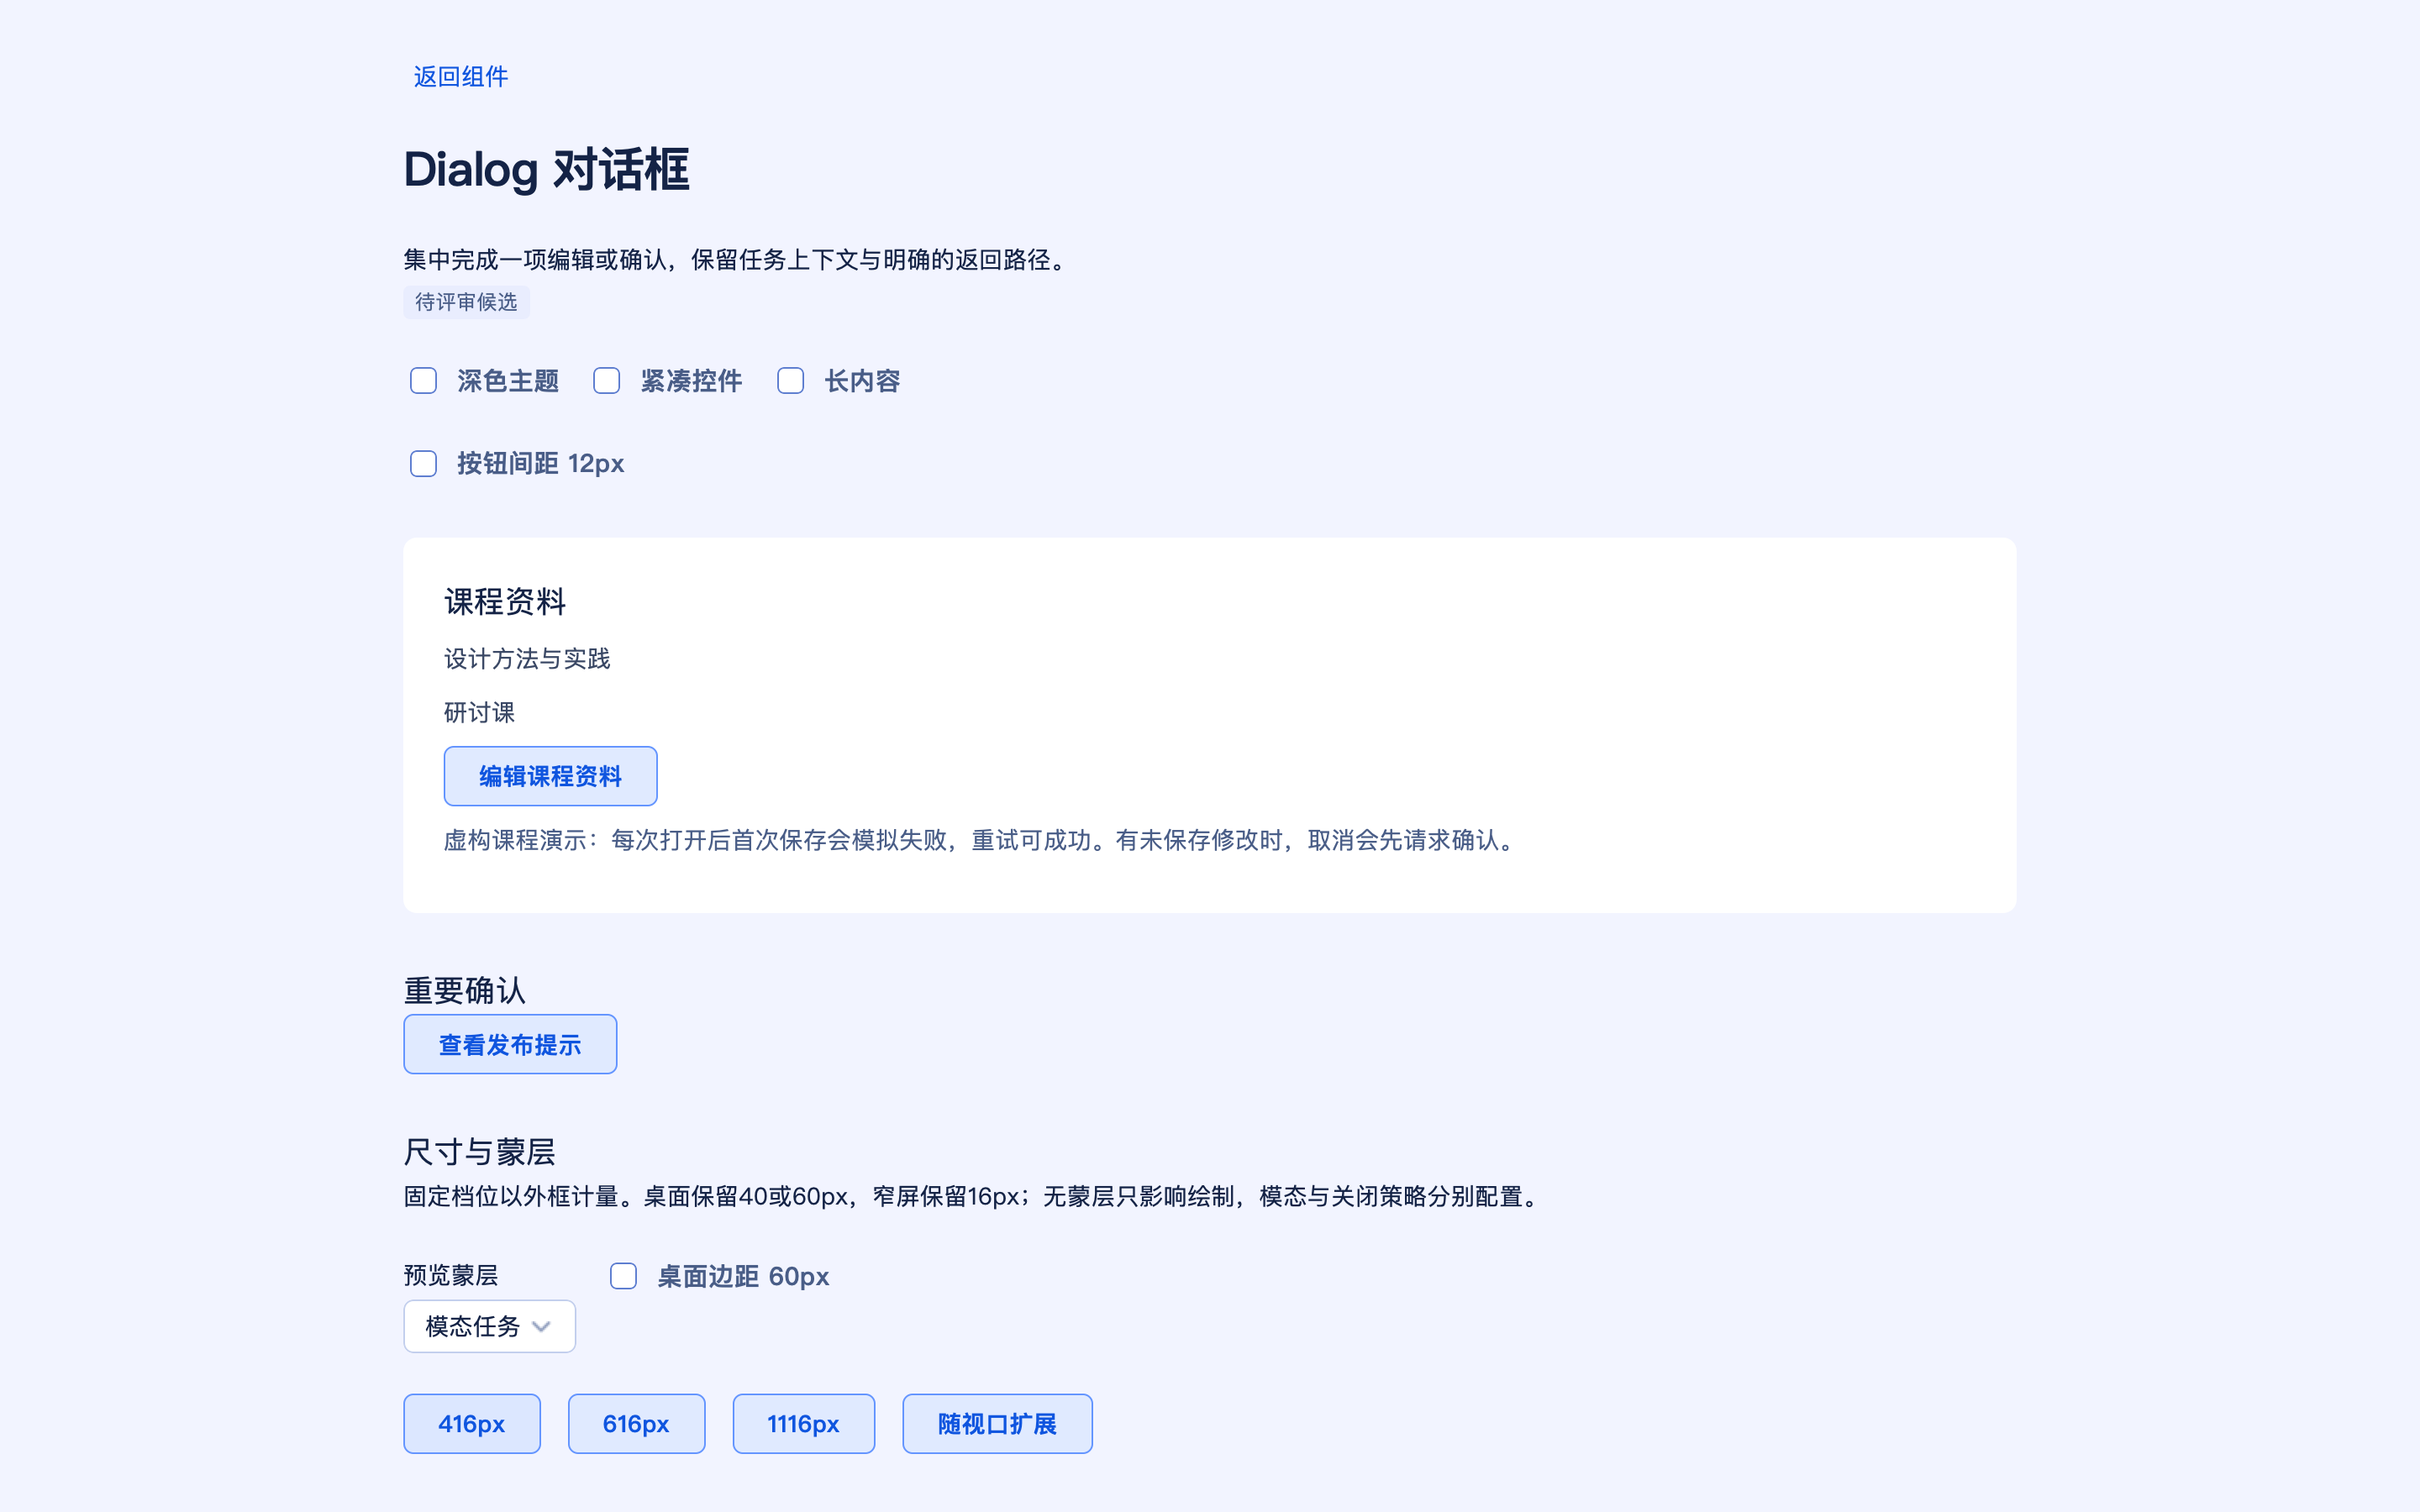 返回组件
Dialog 对话框
集中完成一项编辑或确认，保留任务上下文与明确的返回路径。
待评审候选
深色主题 紧凑控件 长内容
按钮间距 12px
课程资料
设计方法与实践
研讨课
编辑课程资料
虚构课程演示：每次打开后首次保存会模拟失败，重试可成功。有未保存修改时，取消会先请求确认。
重要确认
查看发布提示
尺寸与蒙层
固定档位以外框计量。桌面保留40或60px，窄屏保留16px；无蒙层只影响绘制，模态与关闭策略分别配置。
预览蒙层 桌面边距 60px
模态任务
416px 616px 1116px 随视口扩展